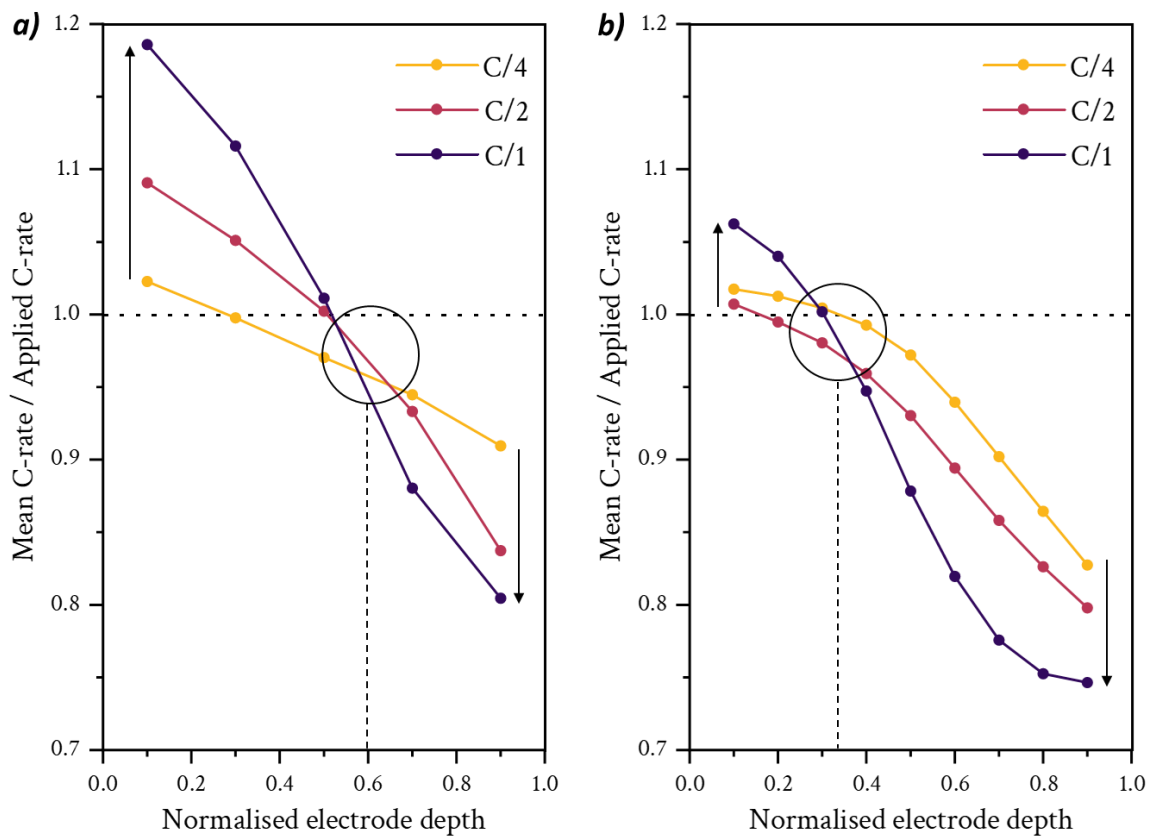 a)
C/4
C/2
C/1
1.2
1.1
1.0
0.9
0.8
0.7
Mean C-rate / Applied C-rate
0.0 0.2 0.4 0.6 0.8 1.0
Normalised electrode depth
b)
C/4
C/2
C/1
1.2
1.1
1.0
0.9
0.8
0.7
Mean C-rate / Applied C-rate
0.0 0.2 0.4 0.6 0.8 1.0
Normalised electrode depth